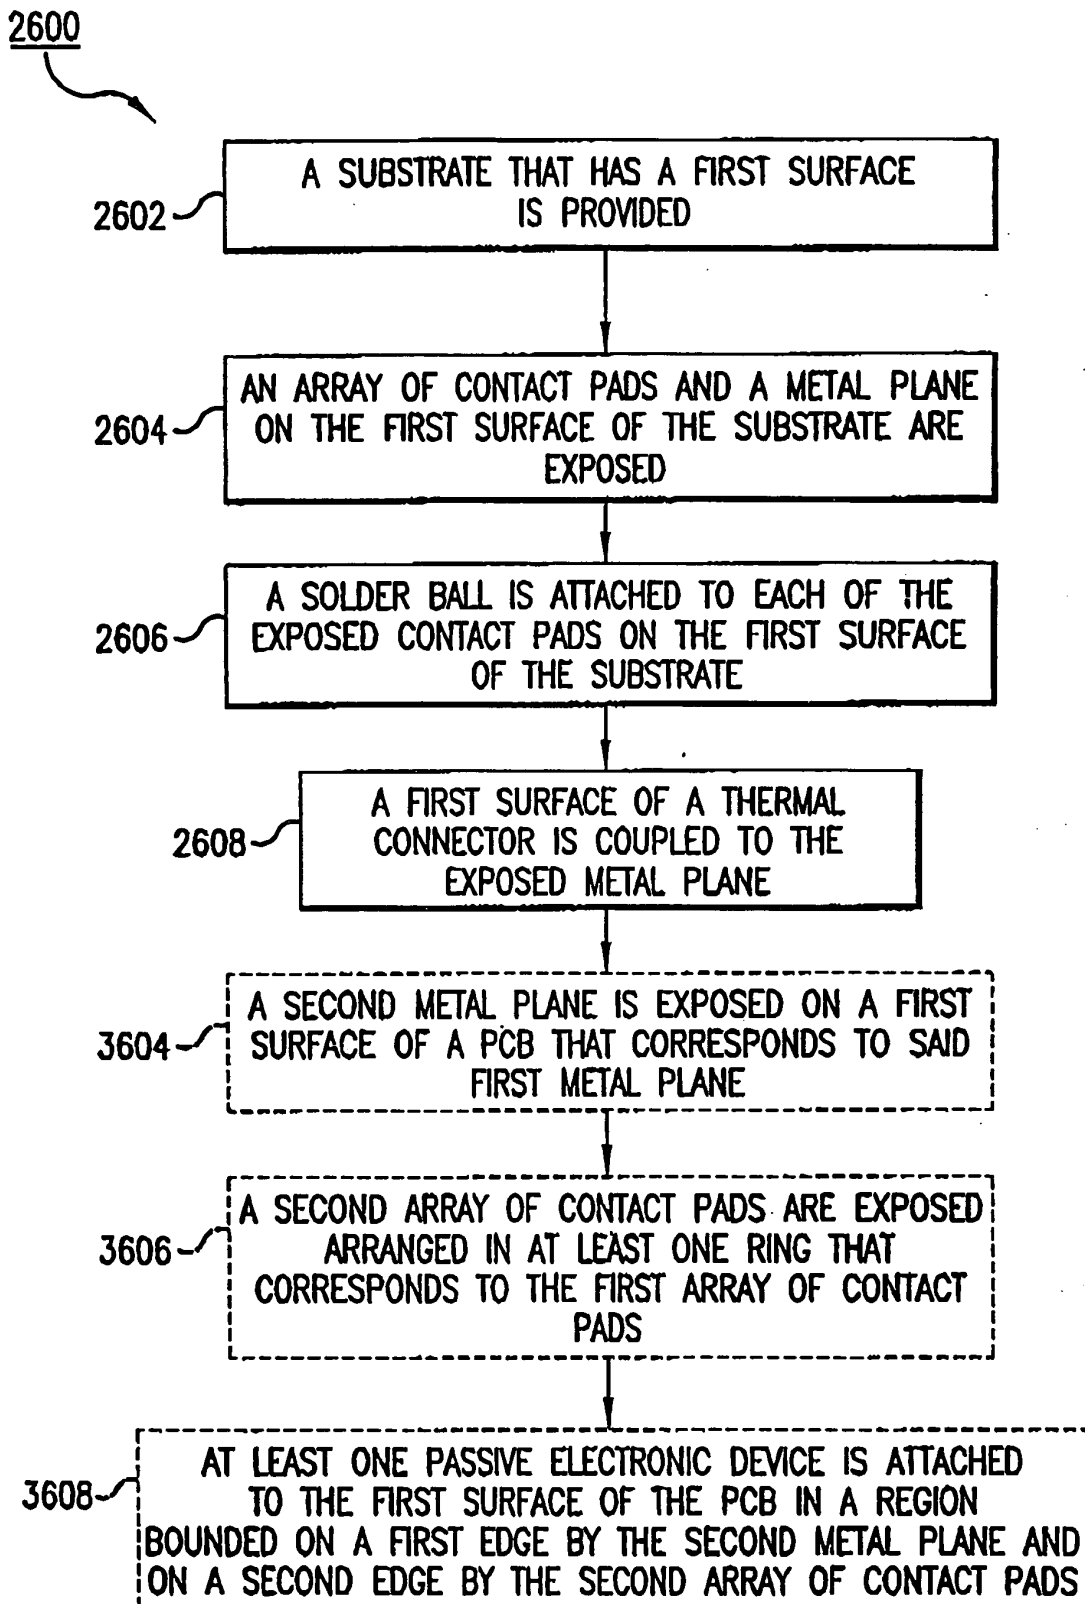 2600
A SUBSTRATE THAT HAS A FIRST SURFACE
IS PROVIDED
2602
AN ARRAY OF CONTACT PADS AND A METAL PLANE
ON THE FIRST SURFACE OF THE SUBSTRATE ARE
EXPOSED
2604
A SOLDER BALL IS ATTACHED TO EACH OF THE
EXPOSED CONTACT PADS ON THE FIRST SURFACE
OF THE SUBSTRATE
2606
A FIRST SURFACE OF A THERMAL
CONNECTOR IS COUPLED TO THE
EXPOSED METAL PLANE
2608
A SECOND METAL PLANE IS EXPOSED ON A FIRST
SURFACE OF A PCB THAT CORRESPONDS TO SAID
FIRST METAL PLANE
3604
A SECOND ARRAY OF CONTACT PADS ARE EXPOSED
ARRANGED IN AT LEAST ONE RING THAT
CORRESPONDS TO THE FIRST ARRAY OF CONTACT
PADS
3606
AT LEAST ONE PASSIVE ELECTRONIC DEVICE IS ATTACHED
TO THE FIRST SURFACE OF THE PCB IN A REGION
BOUNDED ON A FIRST EDGE BY THE SECOND METAL PLANE AND
ON A SECOND EDGE BY THE SECOND ARRAY OF CONTACT PADS
3608